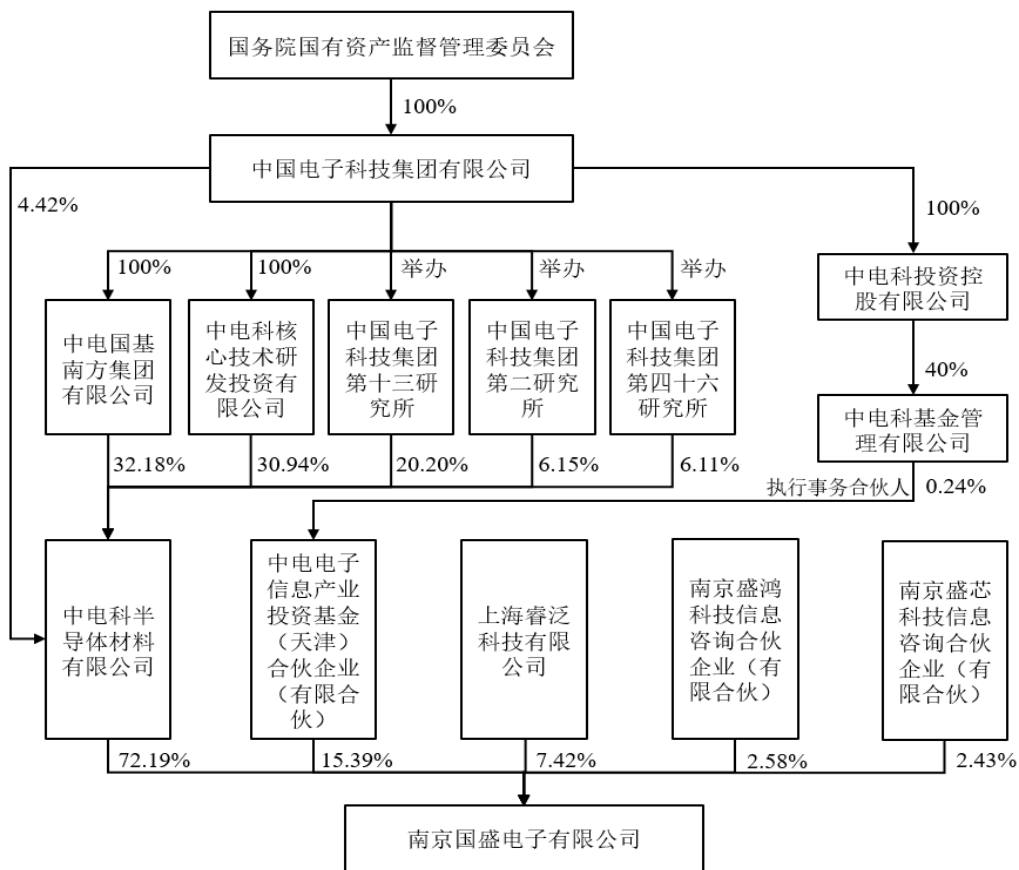 国务院国有资产监督管理委员会
100%
中国电子科技集团有限公司
4.42%
100%
100%
100%
举办
举办
举办
中电国基
南方集团
有限公司
中电科核
心技术研
发投资有
限公司
中国电子
科技集团
第十三研
究所
中国电子
科技集团
第二研究
所
中国电子
科技集团
第四十六
研究所
中电科投资控
股有限公司
40%
中电科基金管
理有限公司
32.18%
30.94%
20.20%
6.15%
6.11%
执行事务合伙人
0.24%
中电科半
导体材料
有限公司
中电电子
信息产业
投资基金
（天津）
合伙企业
（有限合
伙）
上海睿泛
科技有限
公司
南京盛鸿
科技信息
咨询合伙
企业（有
限合伙）
南京盛芯
科技信息
咨询合伙
企业（有
限合伙）
72.19%
15.39%
7.42%
2.58%
2.43%
南京国盛电子有限公司